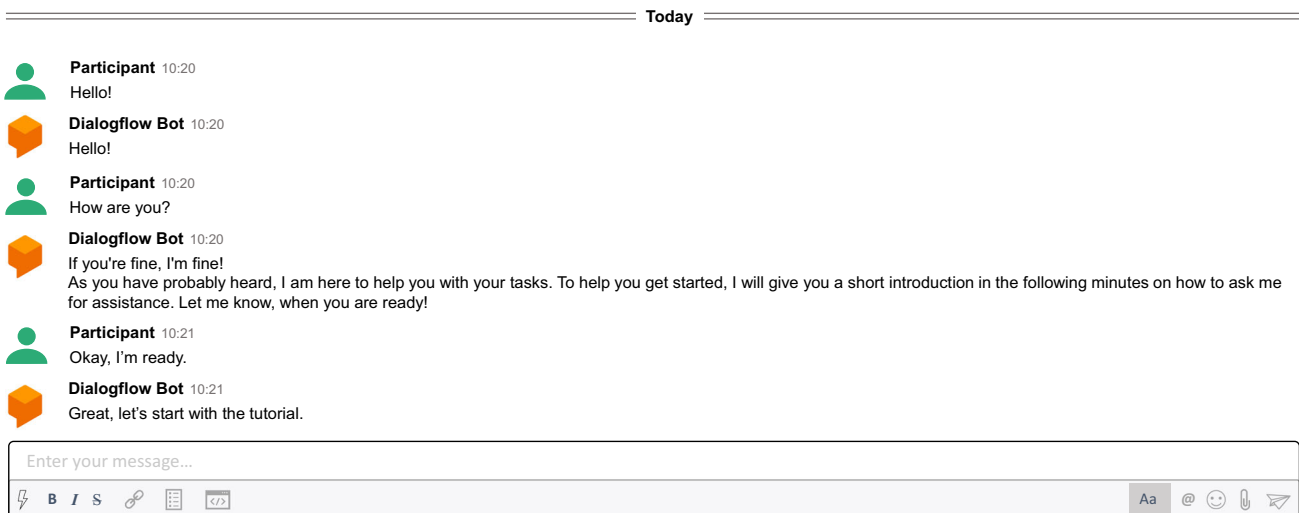 Today
Participant 10:20
Hello!
Dialogflow Bot 10:20
Hello!
Participant 10:20
How are you?
Dialogflow Bot 10:20
If you're fine, I'm fine!
As you have probably heard, I am here to help you with your tasks. To help you get started, I will give you a short introduction in the following minutes on how to ask me
for assistance. Let me know, when you are ready!
Participant 10:21
Okay, I’m ready.
Dialogflow Bot 10:21
Great, let’s start with the tutorial.
Enter your message...
B I S </> Aa @